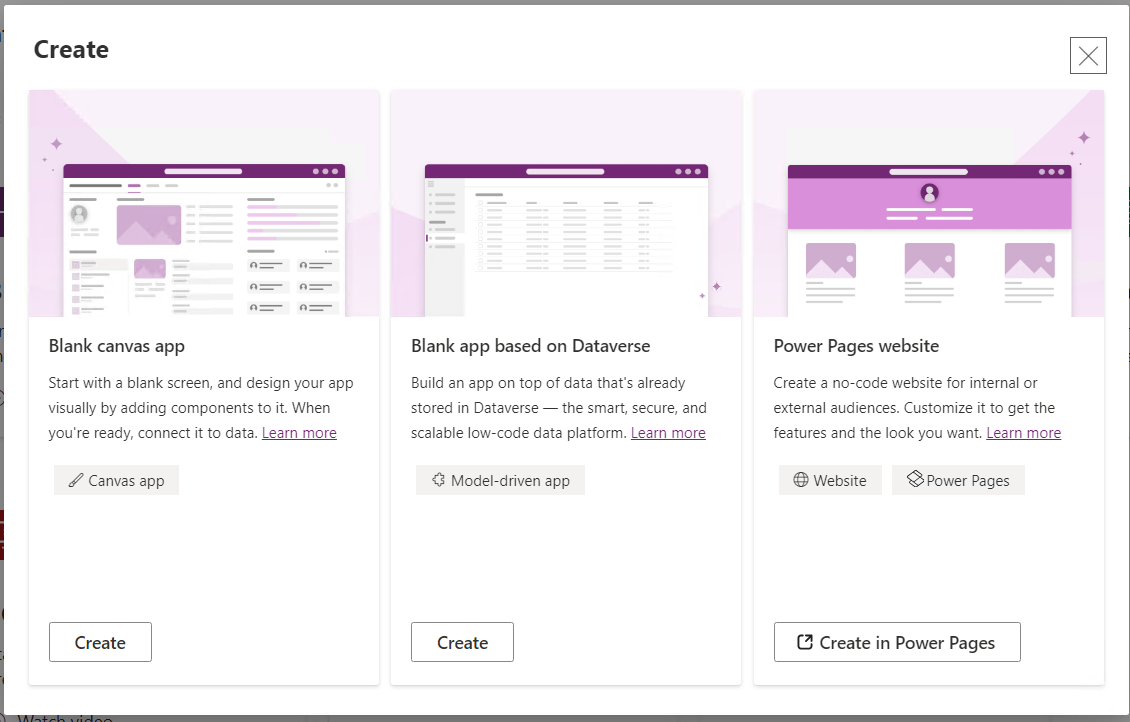 Create
Blank canvas app
Start with a blank screen, and design your app
visually by adding components to it. When
you're ready, connect it to data. Learn more
Canvas app
Create
Blank app based on Dataverse
Build an app on top of data that's already
stored in Dataverse — the smart, secure, and
scalable low-code data platform. Learn more
Model-driven app
Create
Power Pages website
Create a no-code website for internal or
external audiences. Customize it to get the
features and the look you want. Learn more
Website
Power Pages
Create in Power Pages
Watch video